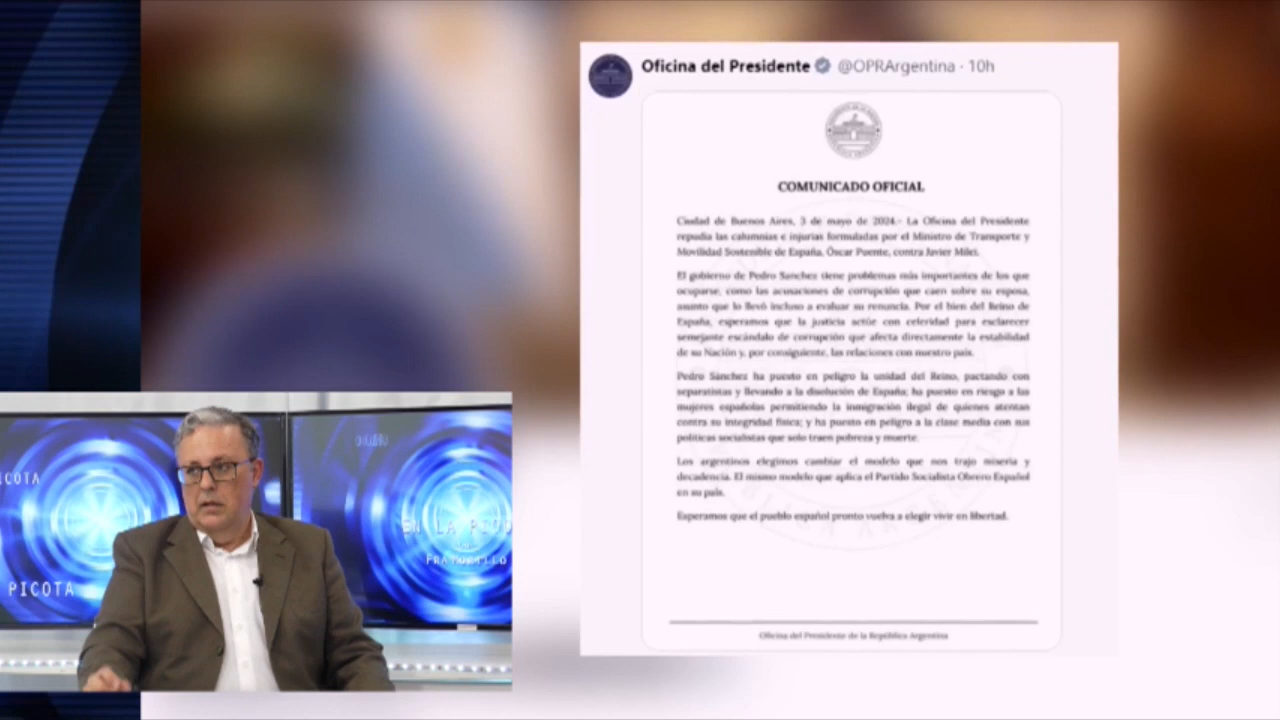 Oficina del Presidente @OPRArgentina · 10h
COMUNICADO OFICIAL
Ciudad de Buenos Aires, 3 de mayo de 2024.- La Oficina del Presidente
repudia las calumnias e injurias formuladas por el Ministro de Transporte y
Movilidad Sostenible de España, Óscar Puente, contra Javier Milei.
El gobierno de Pedro Sanchez tiene problemas más importantes de los que
ocuparse, como las acusaciones de corrupción que caen sobre su esposa,
asunto que lo llevó incluso a evaluar su renuncia. Por el bien del Reino de
España, esperamos que la justicia actúe con celeridad para esclarecer
semejante escándalo de corrupción que afecta directamente la estabilidad
de su Nación y, por consiguiente, las relaciones con nuestro país.
Pedro Sánchez ha puesto en peligro la unidad del Reino, pactando con
separatistas y llevando a la disolución de España; ha puesto en riesgo a las
mujeres españolas permitiendo la inmigración ilegal de quienes atentan
contra su integridad física; y ha puesto en peligro a la clase media con sus
políticas socialistas que solo traen pobreza y muerte.
Los argentinos elegimos cambiar el modelo que nos trajo miseria y
decadencia. El mismo modelo que aplica el Partido Socialista Obrero Español
en su país.
Esperamos que el pueblo español pronto vuelva a elegir vivir en libertad.
Oficina del Presidente de la República Argentina
PICOTA
EN LA PICO
FRAJORNILLO
PICOTA